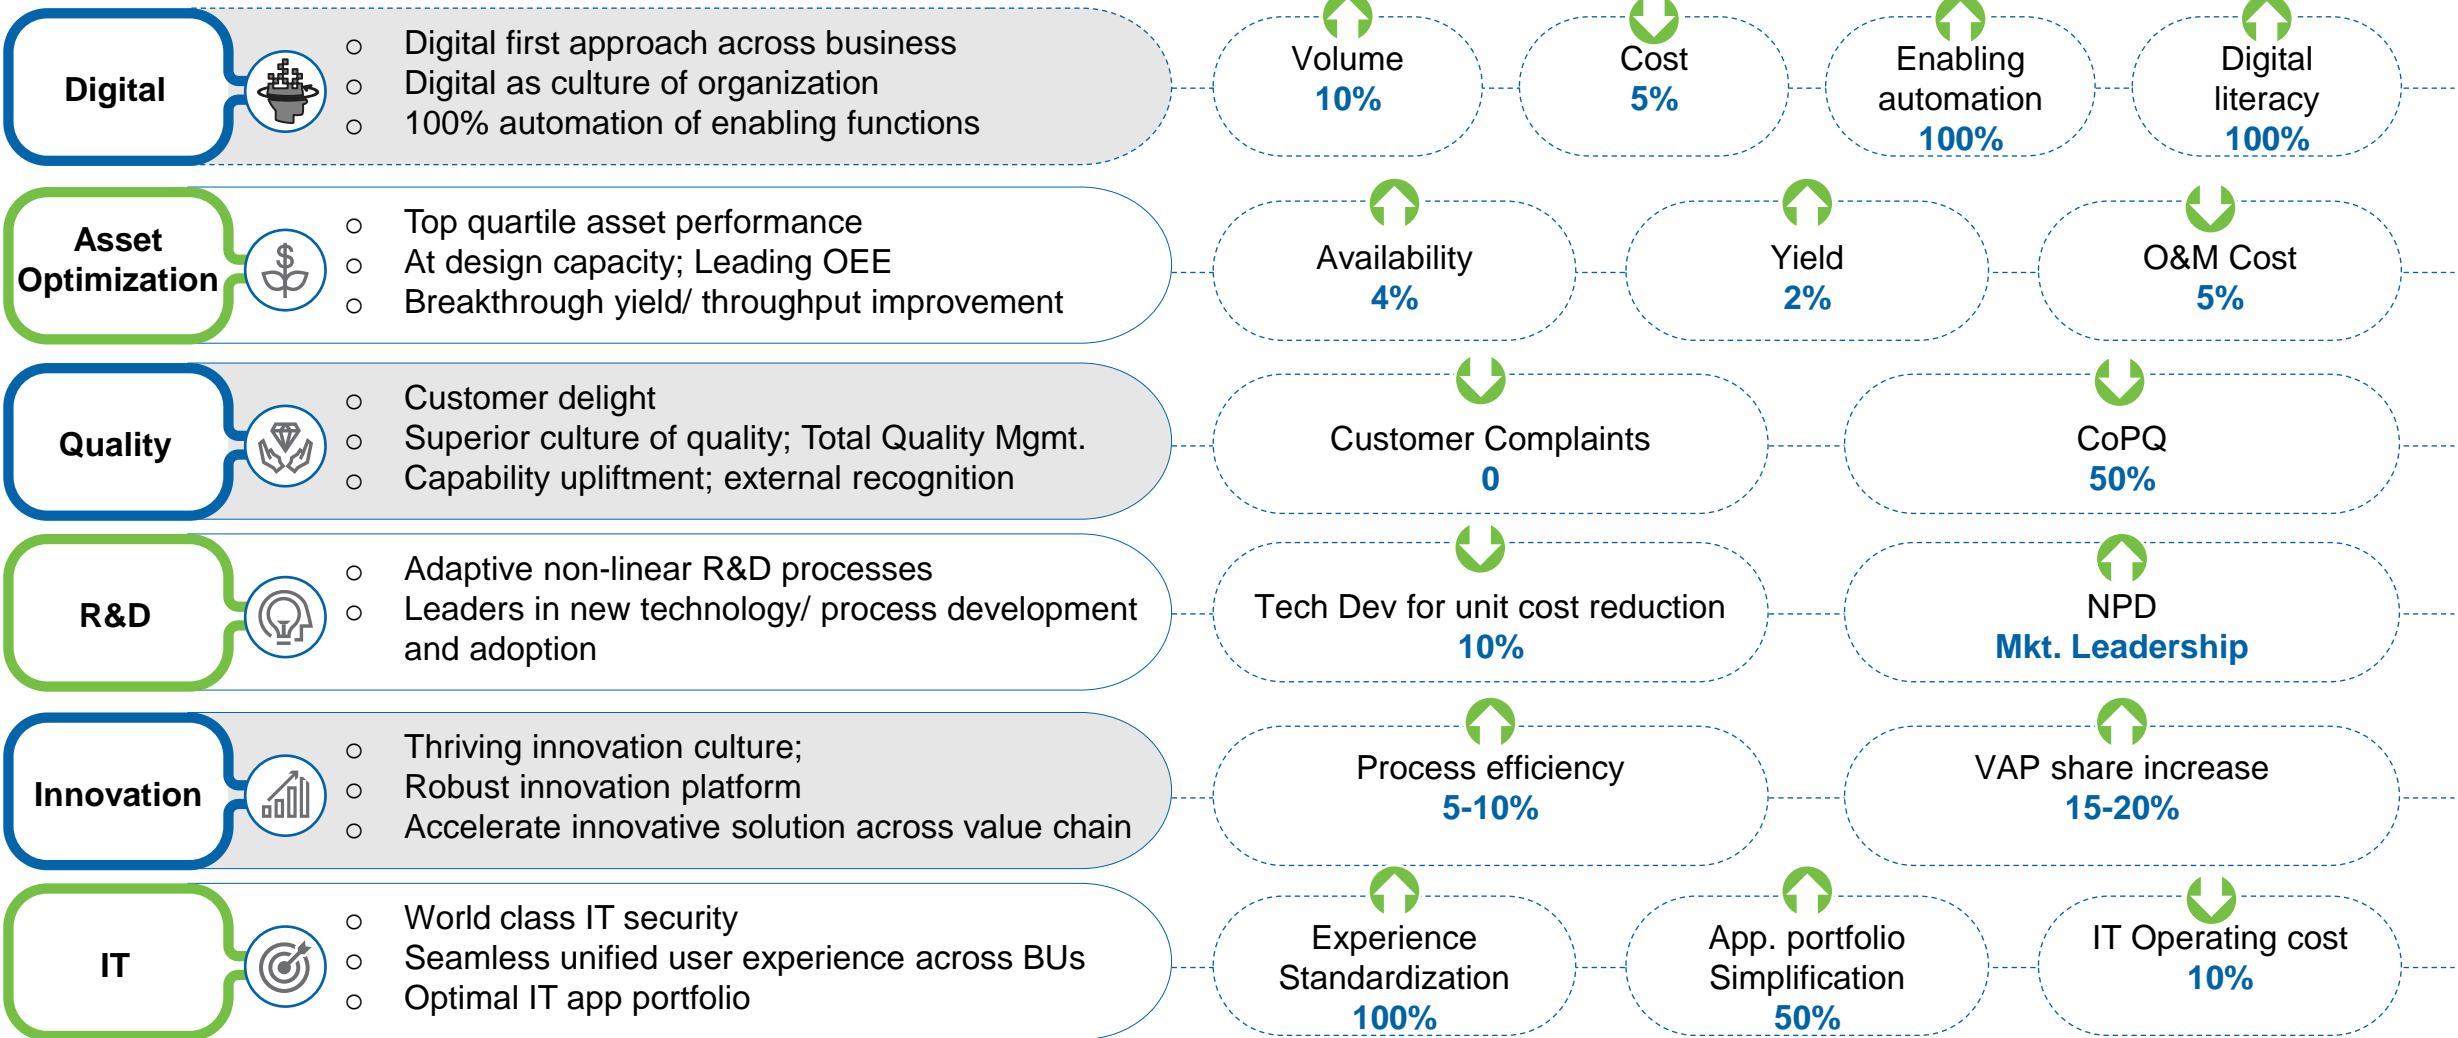 Digital
Digital first approach across business
Digital as culture of organization
100% automation of enabling functions
Volume
10%
Cost
5%
Enabling
automation
100%
Digital
literacy
100%
Asset
Optimization
Top quartile asset performance
At design capacity; Leading OEE
Breakthrough yield/ throughput improvement
Availability
4%
Yield
2%
O&M Cost
5%
Quality
Customer delight
Superior culture of quality; Total Quality Mgmt.
Capability upliftment; external recognition
Customer Complaints
0
CoPQ
50%
R&D
Adaptive non-linear R&D processes
Leaders in new technology/ process development
and adoption
Tech Dev for unit cost reduction
10%
NPD
Mkt. Leadership
Innovation
Thriving innovation culture;
Robust innovation platform
Accelerate innovative solution across value chain
Process efficiency
5-10%
VAP share increase
15-20%
IT
World class IT security
Seamless unified user experience across BUs
Optimal IT app portfolio
Experience
Standardization
100%
App. portfolio
Simplification
50%
IT Operating cost
10%